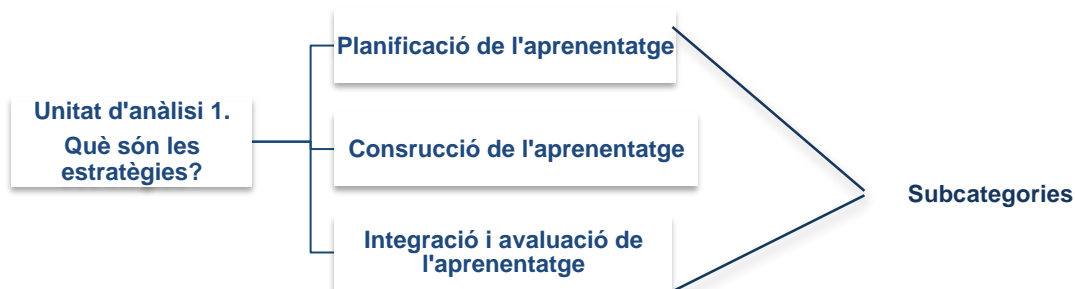 Planificació de l'aprenentatge
Unitat d'anàlisi 1.
Què són les
estratègies?
Consrucció de l'aprenentatge
Subcategories
Integració i avaluació de
l'aprenentatge